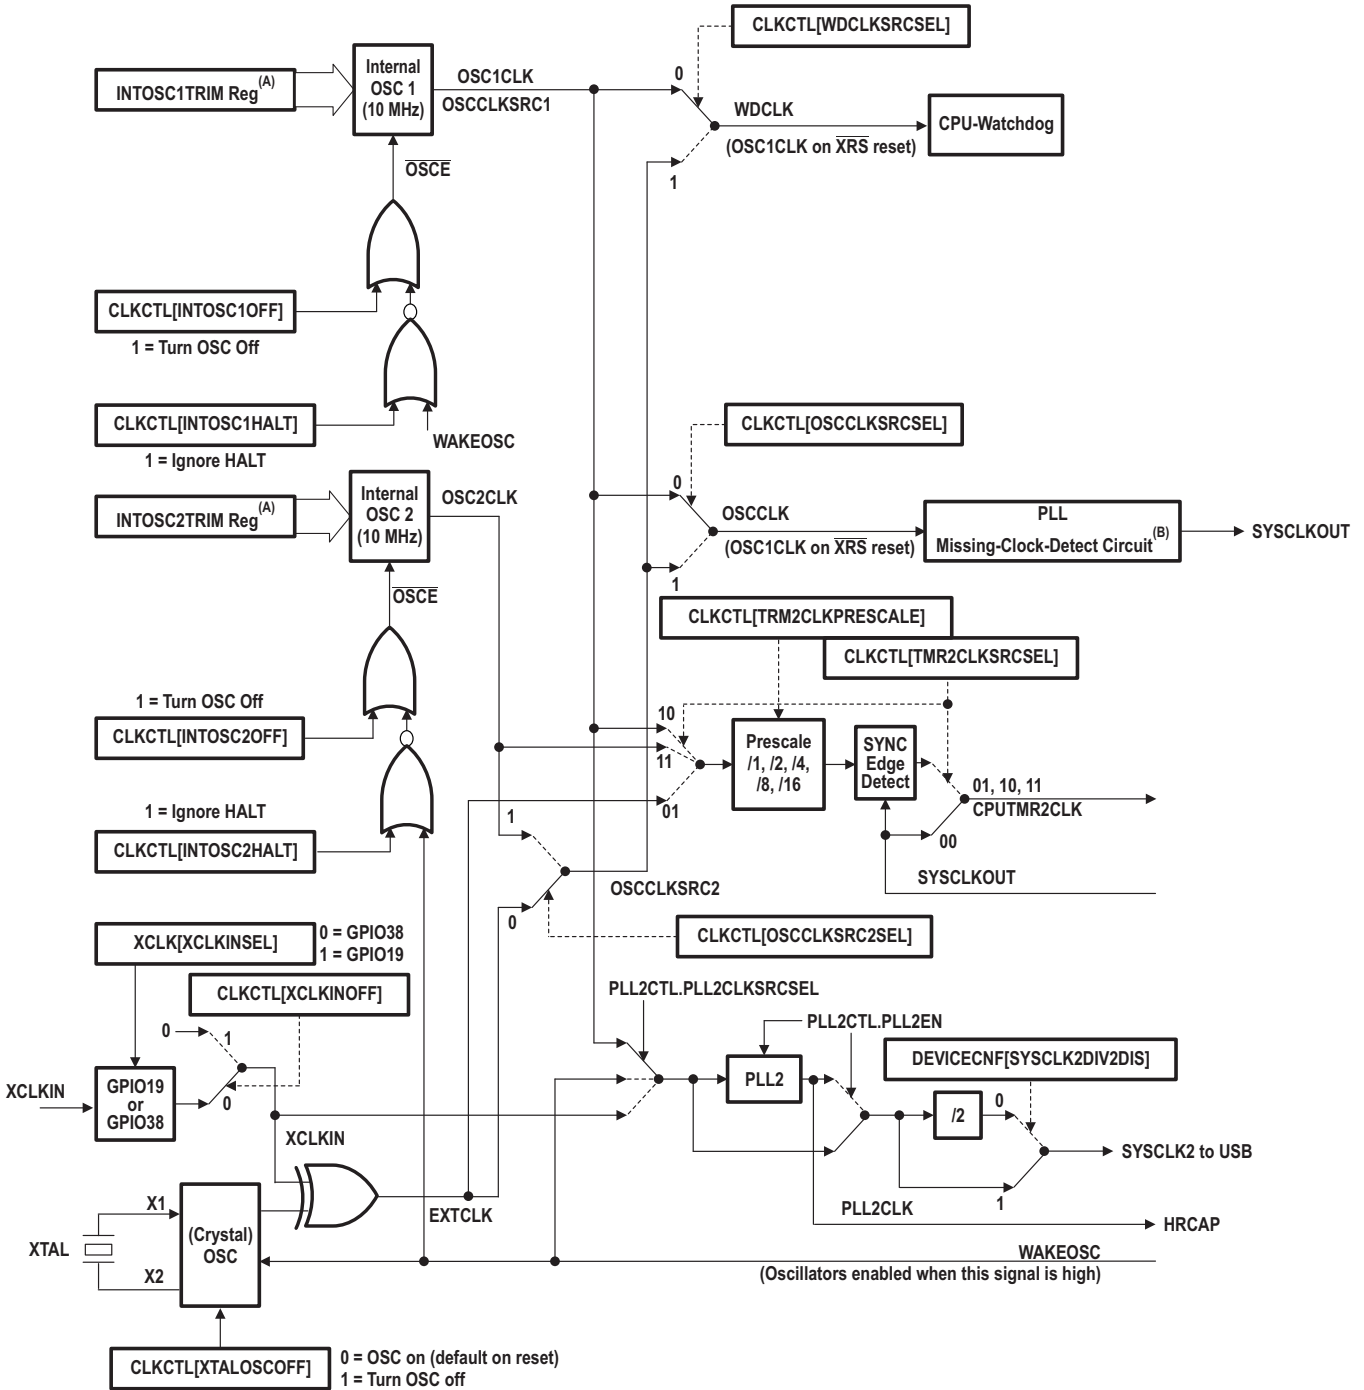 CLKCTL[WDCLKSRCSEL]
Internal
OSC 1
(10 MHz)
INTOSC1TRIM Reg(A)
OSC1CLK
OSCCLKSRC1
0
WDCLK
(OSC1CLK on XRS reset)
CPU-Watchdog
1
OSCE
CLKCTL[INTOSC1OFF]
1 = Turn OSC Off
CLKCTL[INTOSC1HALT]
1 = Ignore HALT
WAKEOSC
CLKCTL[OSCCLKSRCSEL]
Internal
OSC 2
(10 MHz)
INTOSC2TRIM Reg(A)
OSC2CLK
0
OSCCLK
(OSC1CLK on XRS reset)
PLL
Missing-Clock-Detect Circuit(B)
SYSCLKOUT
1
OSCE
CLKCTL[TRM2CLKPRESCALE]
CLKCTL[TMR2CLKSRCSEL]
1 = Turn OSC Off
CLKCTL[INTOSC2OFF]
10
11
01
Prescale
/1, /2, /4,
/8, /16
SYNC
Edge
Detect
01, 10, 11
CPUTMR2CLK
00
SYSCLKOUT
1 = Ignore HALT
CLKCTL[INTOSC2HALT]
1
0
OSCCLKSRC2
CLKCTL[OSCCLKSRC2SEL]
XCLK[XCLKINSEL]
0 = GPIO38
1 = GPIO19
CLKCTL[XCLKINOFF]
0
1
0
XCLKIN
GPIO19
or
GPIO38
XCLKIN
PLL2CTL.PLL2CLKSRCSEL
PLL2CTL.PLL2EN
PLL2
DEVICECNF[SYSCLK2DIV2DIS]
/2
0
1
SYSCLK2 to USB
PLL2CLK
HRCAP
EXTCLK
XTAL
X1
X2
(Crystal)
OSC
WAKEOSC
(Oscillators enabled when this signal is high)
CLKCTL[XTALOSCOFF]
0 = OSC on (default on reset)
1 = Turn OSC off